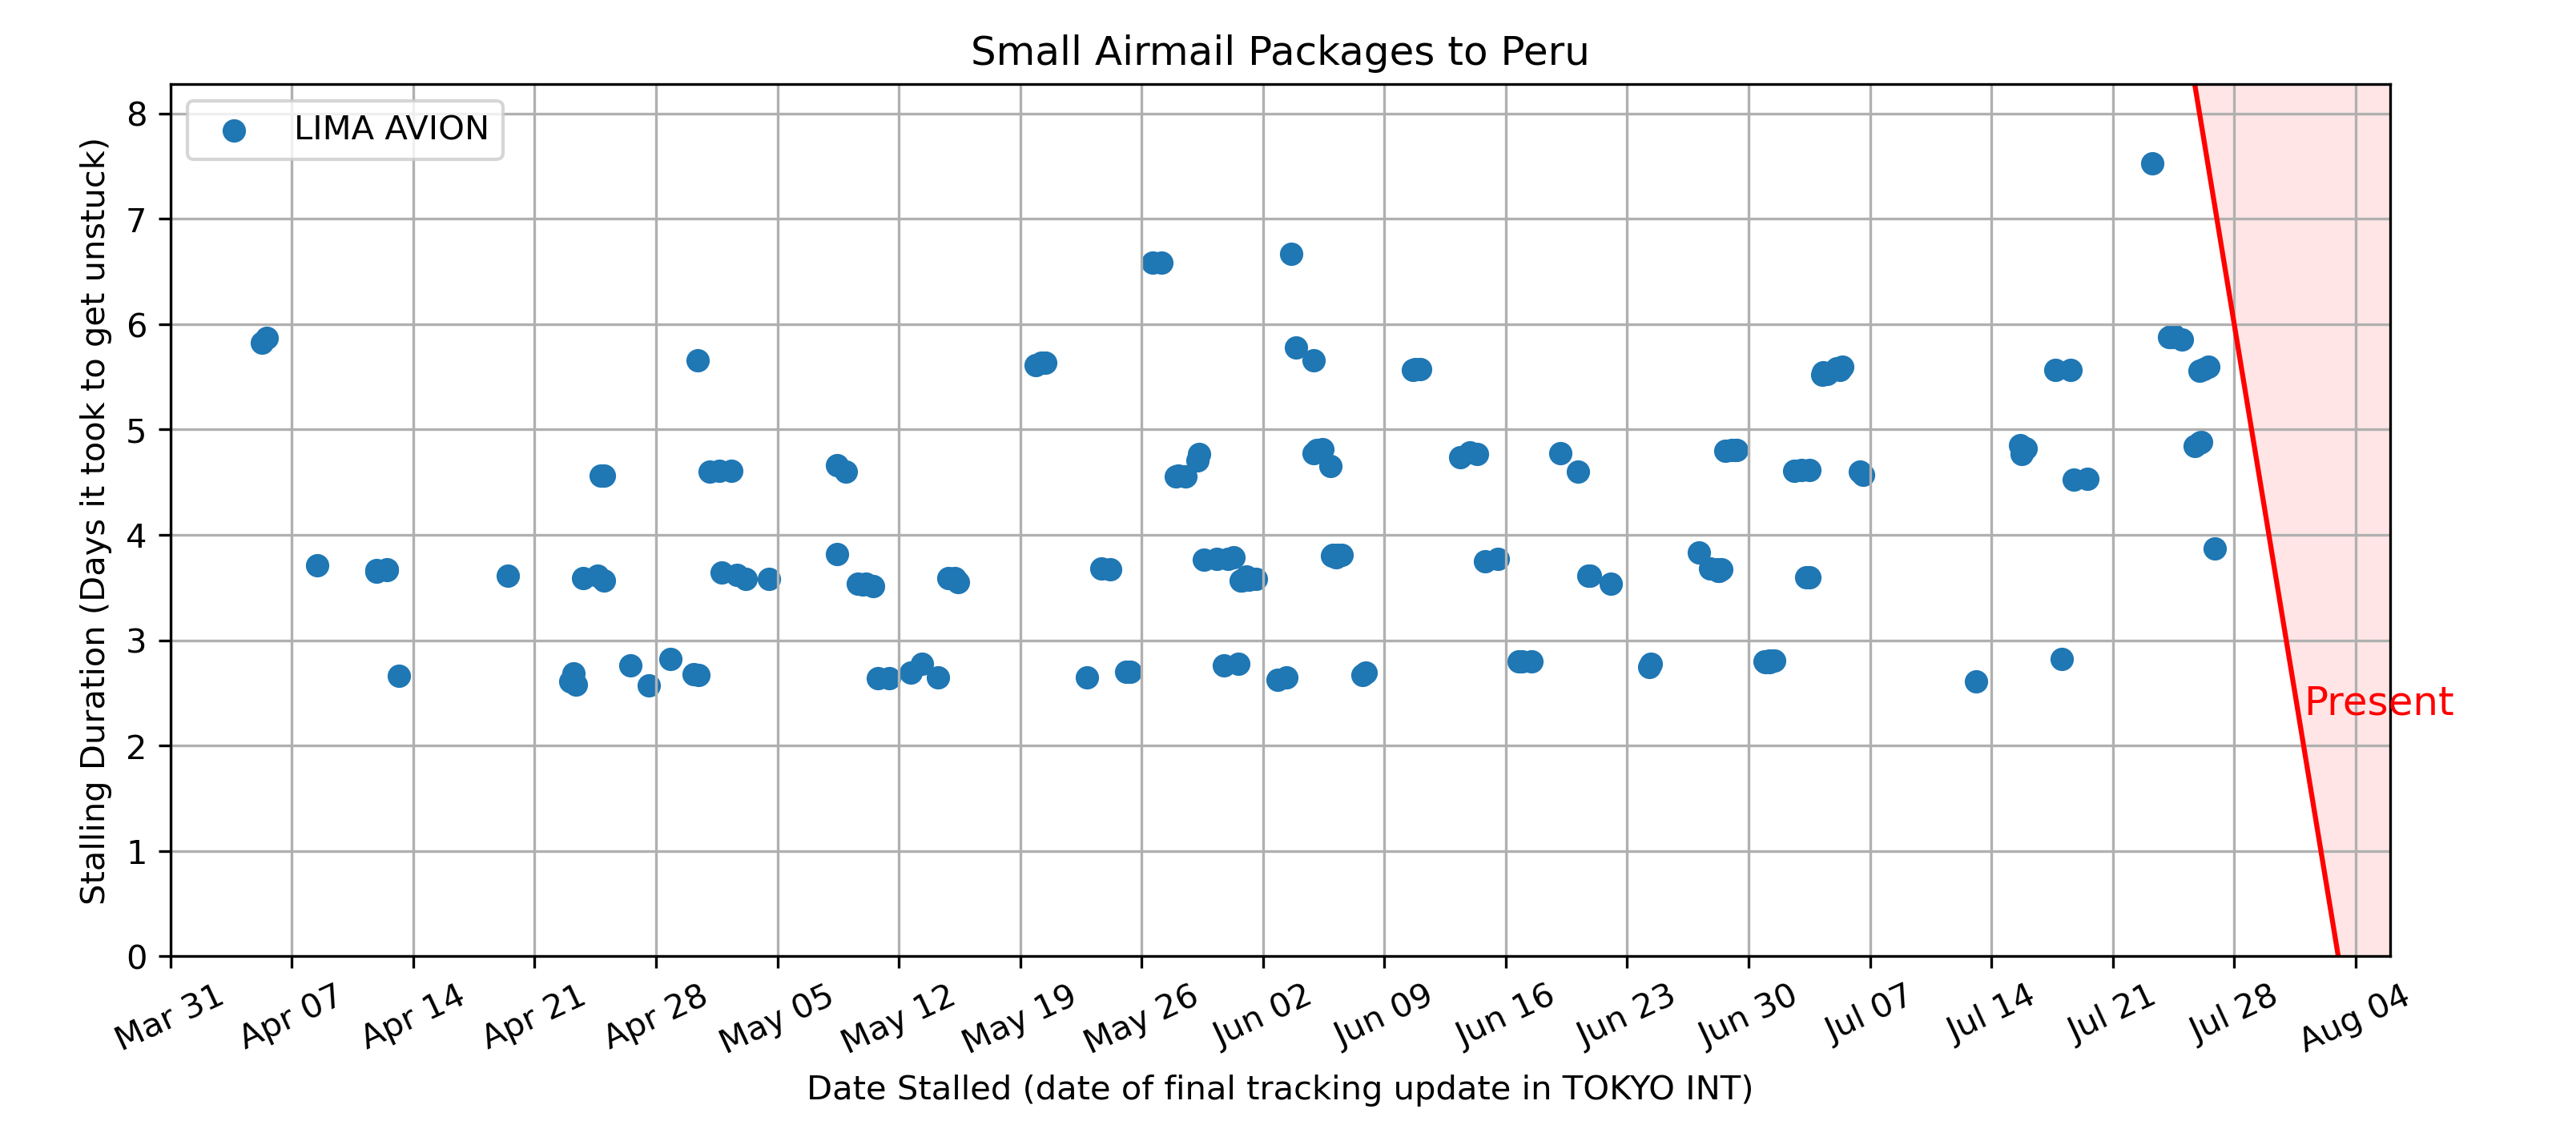 Small Airmail Packages to Peru
LIMA AVION
Stalling Duration (Days it took to get unstuck)
8
7
6
5
4
3
2
1
0
Present
Mar 31
Apr 07
Apr 14
Apr 21
Apr 28
May 05
May 12
May 19
May 26
Jun 02
Jun 09
Jun 16
Jun 23
Jun 30
Jul 07
Jul 14
Jul 21
Jul 28
Aug 04
Date Stalled (date of final tracking update in TOKYO INT)